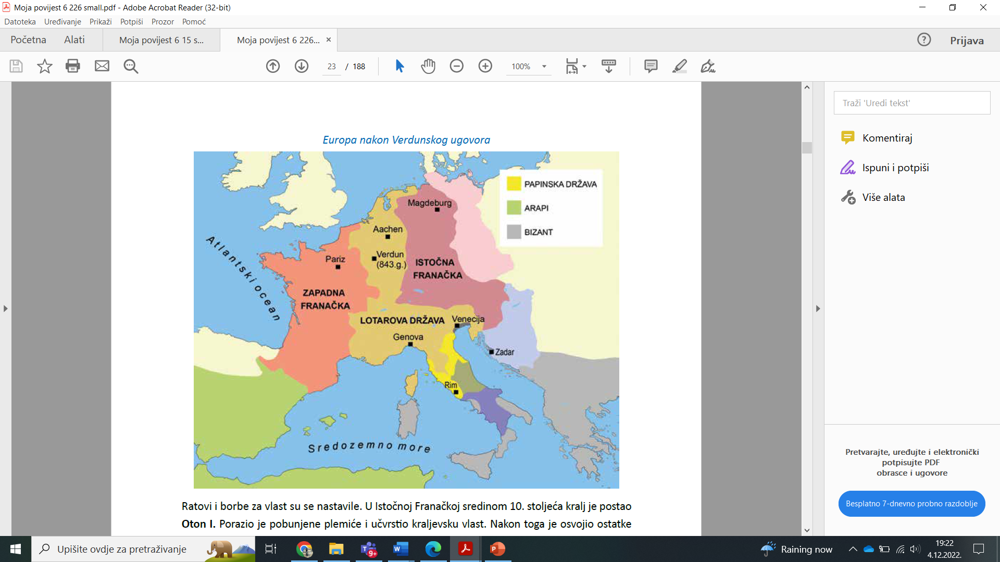 Moja povijest 6 226 small.pdf - Adobe Acrobat Reader (32-bit)
Datoteka Uređivanje Prikaži Potpiši Prozor Pomoć
Početna Alati Moja povijest 6 15 s... Moja povijest 6 226... × ? Prijava
23 / 188 100%
Traži 'Uredi tekst'
Komentiraj
Ispuni i potpiši
Više alata
Europa nakon Verdunskog ugovora
PAPINSKA DRŽAVA
ARAPI
BIZANT
Magdeburg
Aachen
Verdun
(843.g.)
Pariz
ISTOČNA
FRANAČKA
Atlantski ocean
ZAPADNA
FRANAČKA
LOTAROVA DRŽAVA
Venecija
Genova
Zadar
Rim
Sredozemno more
Ratovi i borbe za vlast su se nastavile. U Istočnoj Franačkoj sredinom 10. stoljeća kralj je postao
Oton I. Porazio je pobunjene plemiće i učvrstio kraljevsku vlast. Nakon toga je osvojio ostatke
Pretvarajte, uređujte i elektronički
potpisujte PDF
obrasce i ugovore
Besplatno 7-dnevno probno razdoblje
Upišite ovdje za pretraživanje
9+
Raining now
19:22
4.12.2022.